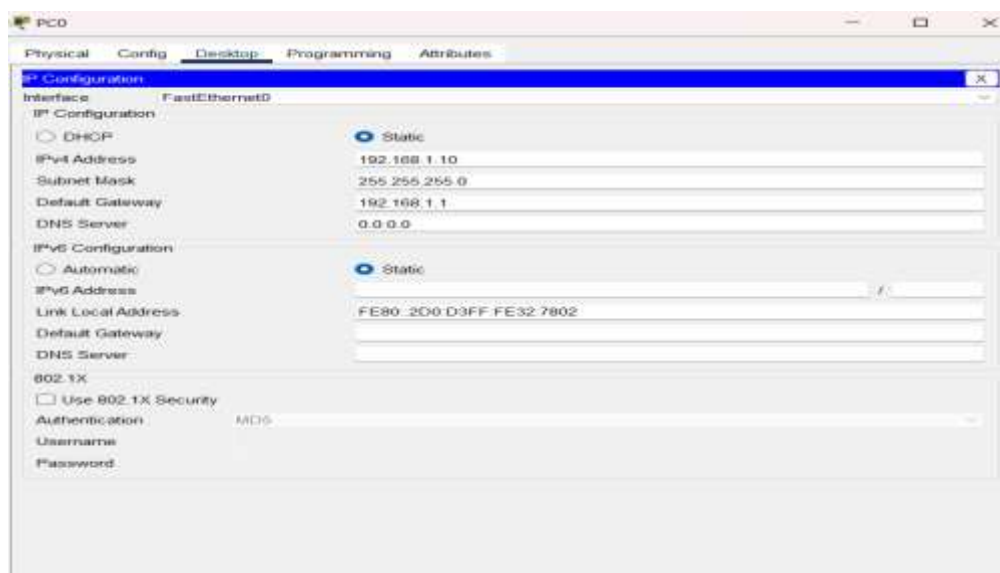 PC0
Physical Config Desktop Programming Attributes
IP Configuration X
Interface FastEthernet0
IP Configuration
DHCP Static
IPv4 Address 192.168.1.10
Subnet Mask 255.255.255.0
Default Gateway 192.168.1.1
DNS Server 0.0.0.0
IPv6 Configuration
Automatic Static
IPv6 Address /
Link Local Address FE80::2D0:D3FF:FE32:7802
Default Gateway
DNS Server
802.1X
Use 802.1X Security
Authentication MD5
Username
Password